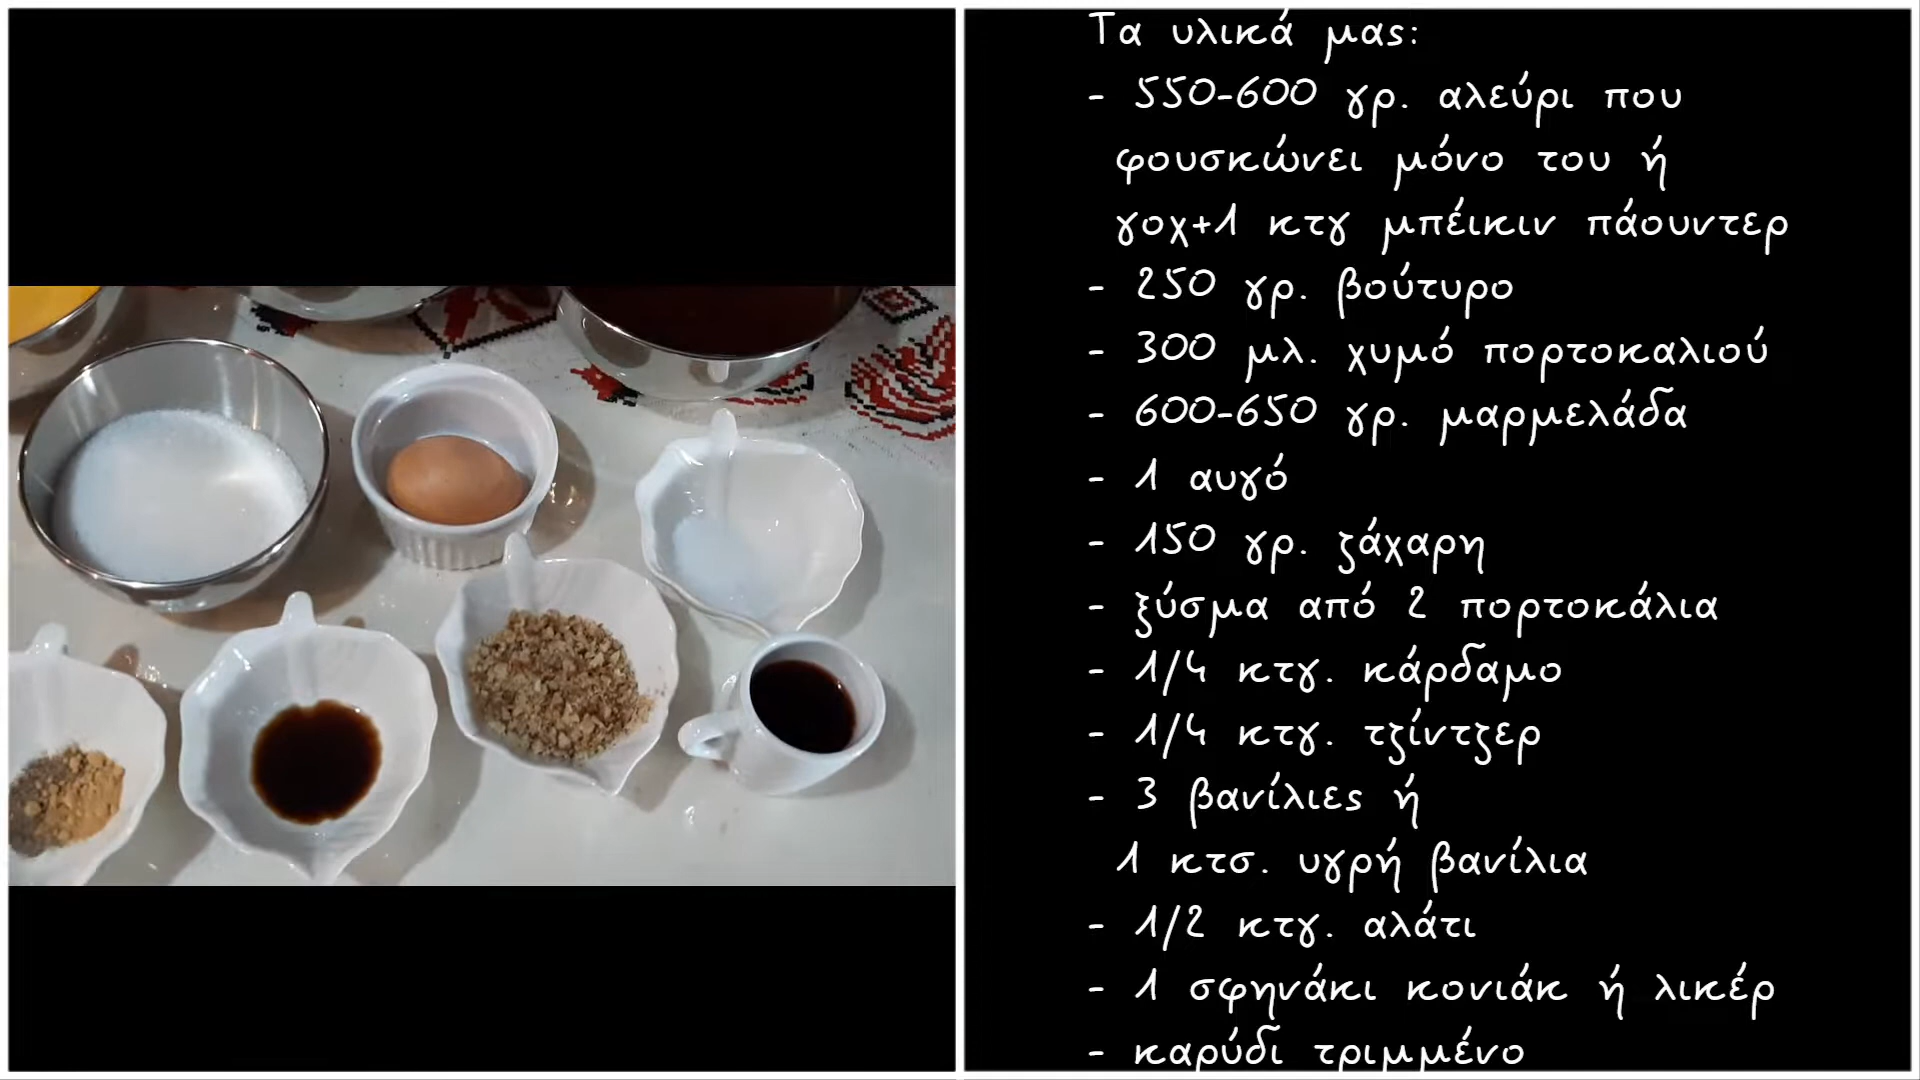 Τα υλικά μας:
- 550-600 γρ. αλεύρι που
φουσκώνει μόνο του ή
γοχ+1 κτγ μπέικιν πάουντερ
- 250 γρ. βούτυρο
- 300 μλ. χυμό πορτοκαλιού
- 600-650 γρ. μαρμελάδα
- 1 αυγό
- 150 γρ. ζάχαρη
- ξύσμα από 2 πορτοκάλια
- 1/4 κτγ. κάρδαμο
- 1/4 κτγ. τζίντζερ
- 3 βανίλιες ή
1 κτσ. υγρή βανίλια
- 1/2 κτγ. αλάτι
- 1 σφηνάκι κονιάκ ή λικέρ
- καρύδι τριμμένο